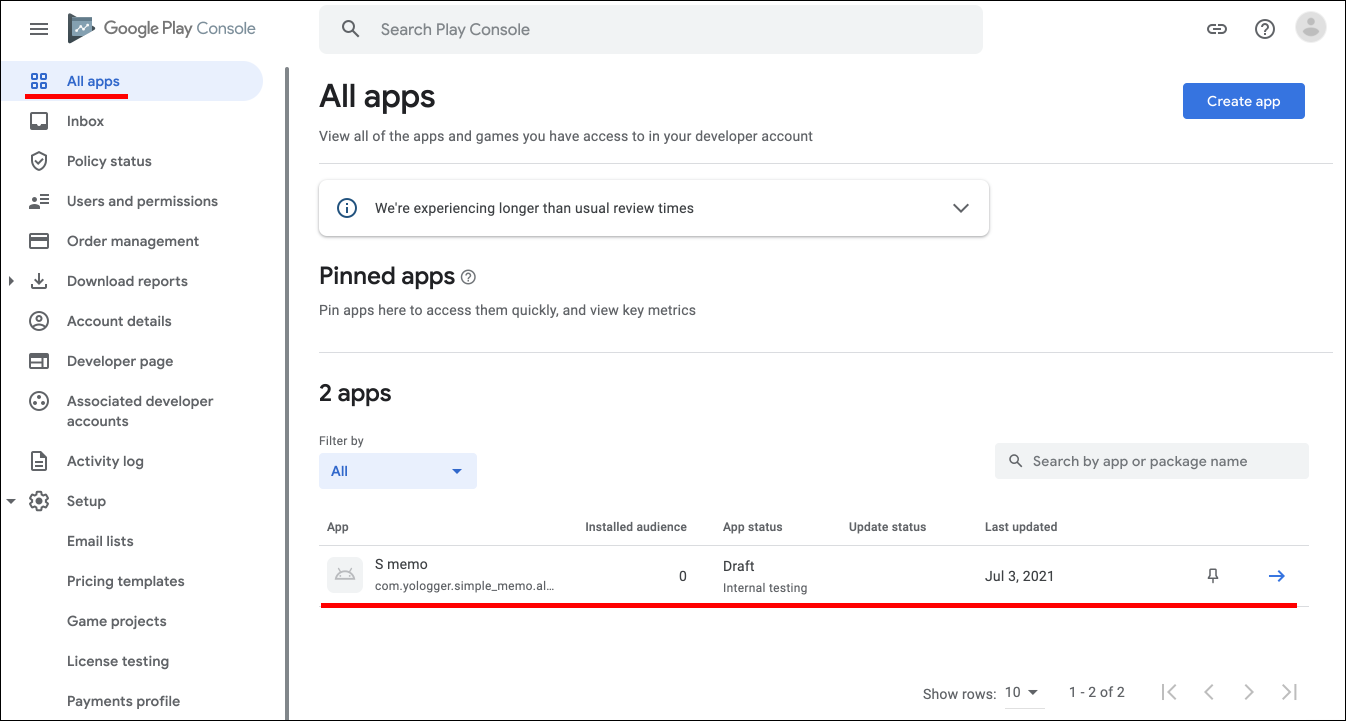 Google Play Console
Search Play Console
All apps
Inbox
Policy status
Users and permissions
Order management
Download reports
Account details
Developer page
Associated developer
accounts
Activity log
Setup
Email lists
Pricing templates
Game projects
License testing
Payments profile
All apps
Create app
View all of the apps and games you have access to in your developer account
We're experiencing longer than usual review times
Pinned apps
Pin apps here to access them quickly, and view key metrics
2 apps
Filter by
All
Search by app or package name
App Installed audience App status Update status Last updated
S memo
com.yologger.simple_memo.al...
0
Draft
Internal testing
Jul 3, 2021
Show rows: 10 1 - 2 of 2